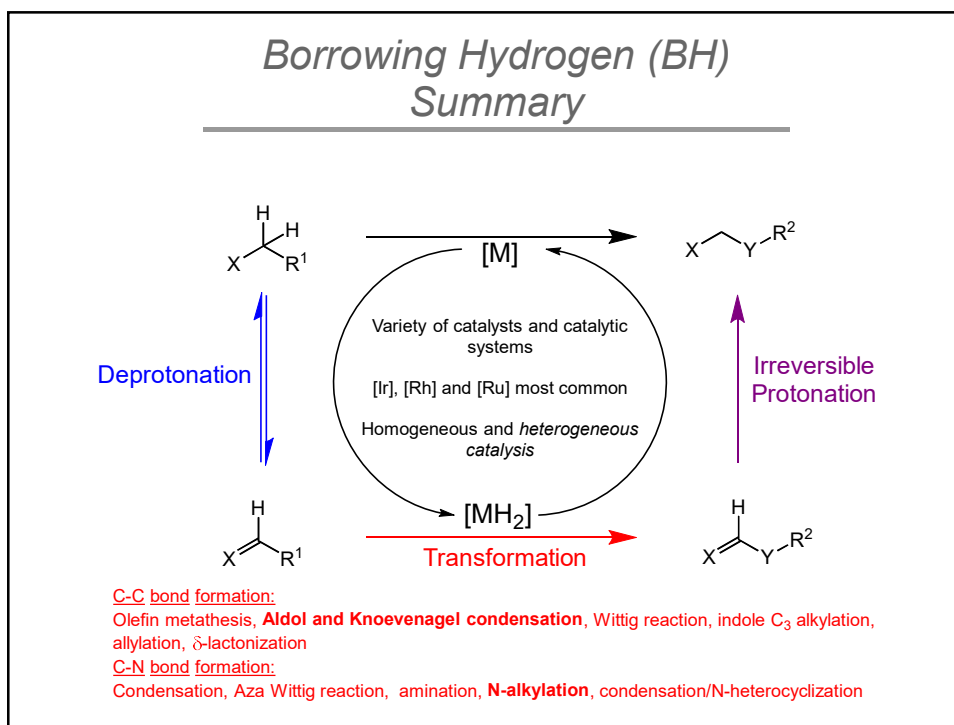 Borrowing Hydrogen (BH)
Summary
H
H
X
R¹
[M]
X
Y
R²
Variety of catalysts and catalytic
systems
Deprotonation
[Ir], [Rh] and [Ru] most common
Irreversible
Protonation
Homogeneous and heterogeneous
catalysis
H
X
R¹
[MH₂]
Transformation
H
X
Y
R²
C-C bond formation:
Olefin metathesis, Aldol and Knoevenagel condensation, Wittig reaction, indole C₃ alkylation,
allylation, δ-lactonization
C-N bond formation:
Condensation, Aza Wittig reaction, amination, N-alkylation, condensation/N-heterocyclization